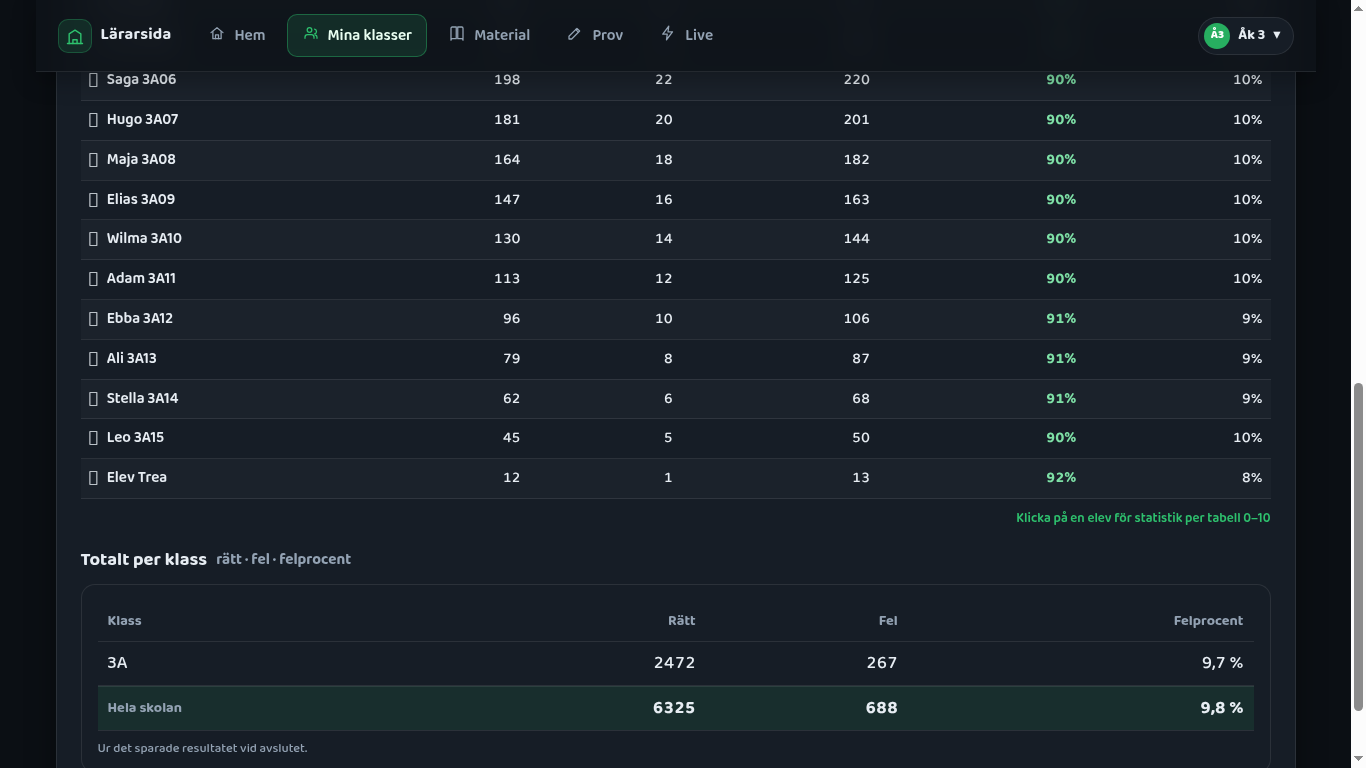 Lärarsida Hem Mina klasser Material Prov Live Å3 Åk 3 ▼
Saga 3A06 198 22 220 90% 10%
Hugo 3A07 181 20 201 90% 10%
Maja 3A08 164 18 182 90% 10%
Elias 3A09 147 16 163 90% 10%
Wilma 3A10 130 14 144 90% 10%
Adam 3A11 113 12 125 90% 10%
Ebba 3A12 96 10 106 91% 9%
Ali 3A13 79 8 87 91% 9%
Stella 3A14 62 6 68 91% 9%
Leo 3A15 45 5 50 90% 10%
Elev Trea 12 1 13 92% 8%
Klicka på en elev för statistik per tabell 0–10
Totalt per klass rätt · fel · felprocent
Klass Rätt Fel Felprocent
3A 2472 267 9,7 %
Hela skolan 6325 688 9,8 %
Ur det sparade resultatet vid avslutet.